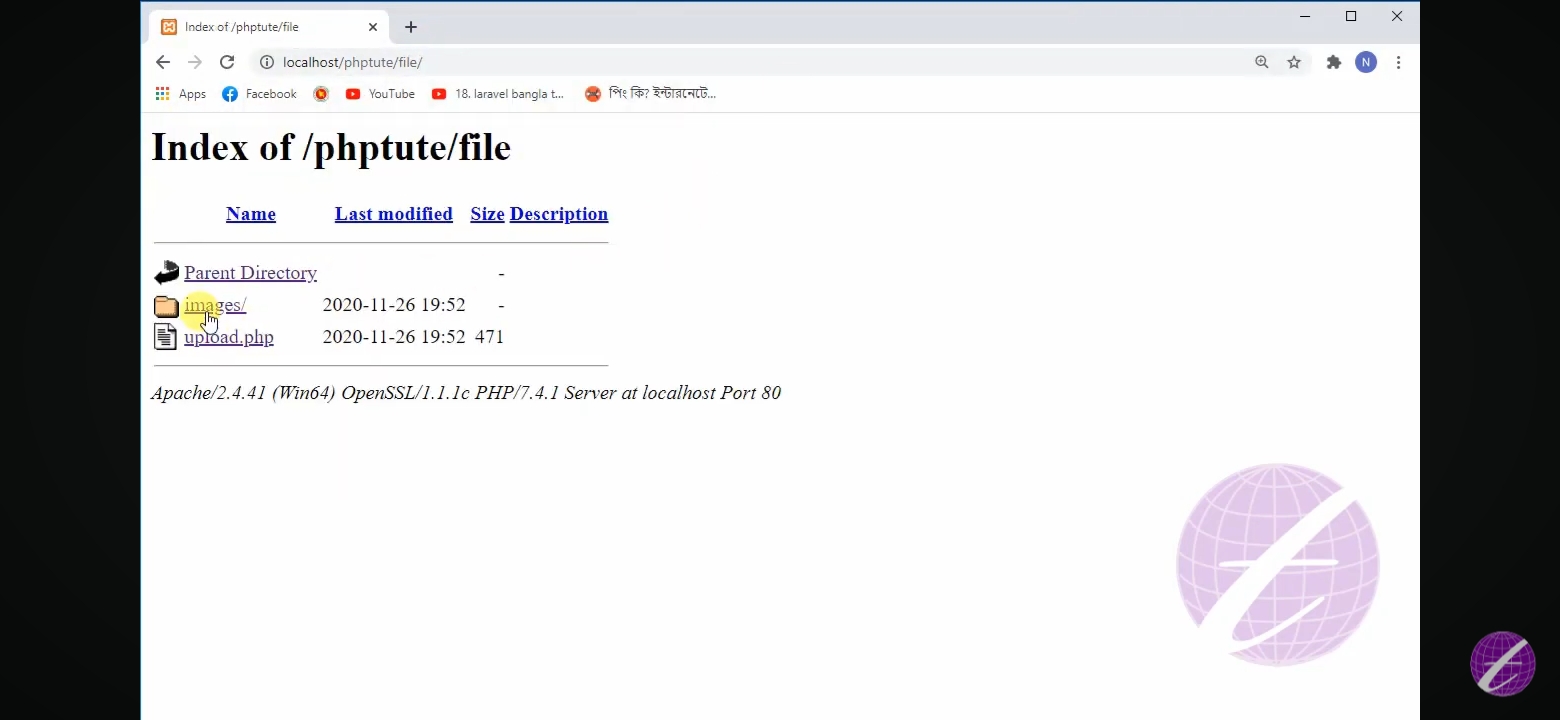 Index of /phptute/file
localhost/phptute/file/
N
Apps Facebook YouTube 18. laravel bangla t... পিং কি? ইন্টারনেটে...
Index of /phptute/file
Name Last modified Size Description
Parent Directory -
images/ 2020-11-26 19:52 -
upload.php 2020-11-26 19:52 471
Apache/2.4.41 (Win64) OpenSSL/1.1.1c PHP/7.4.1 Server at localhost Port 80